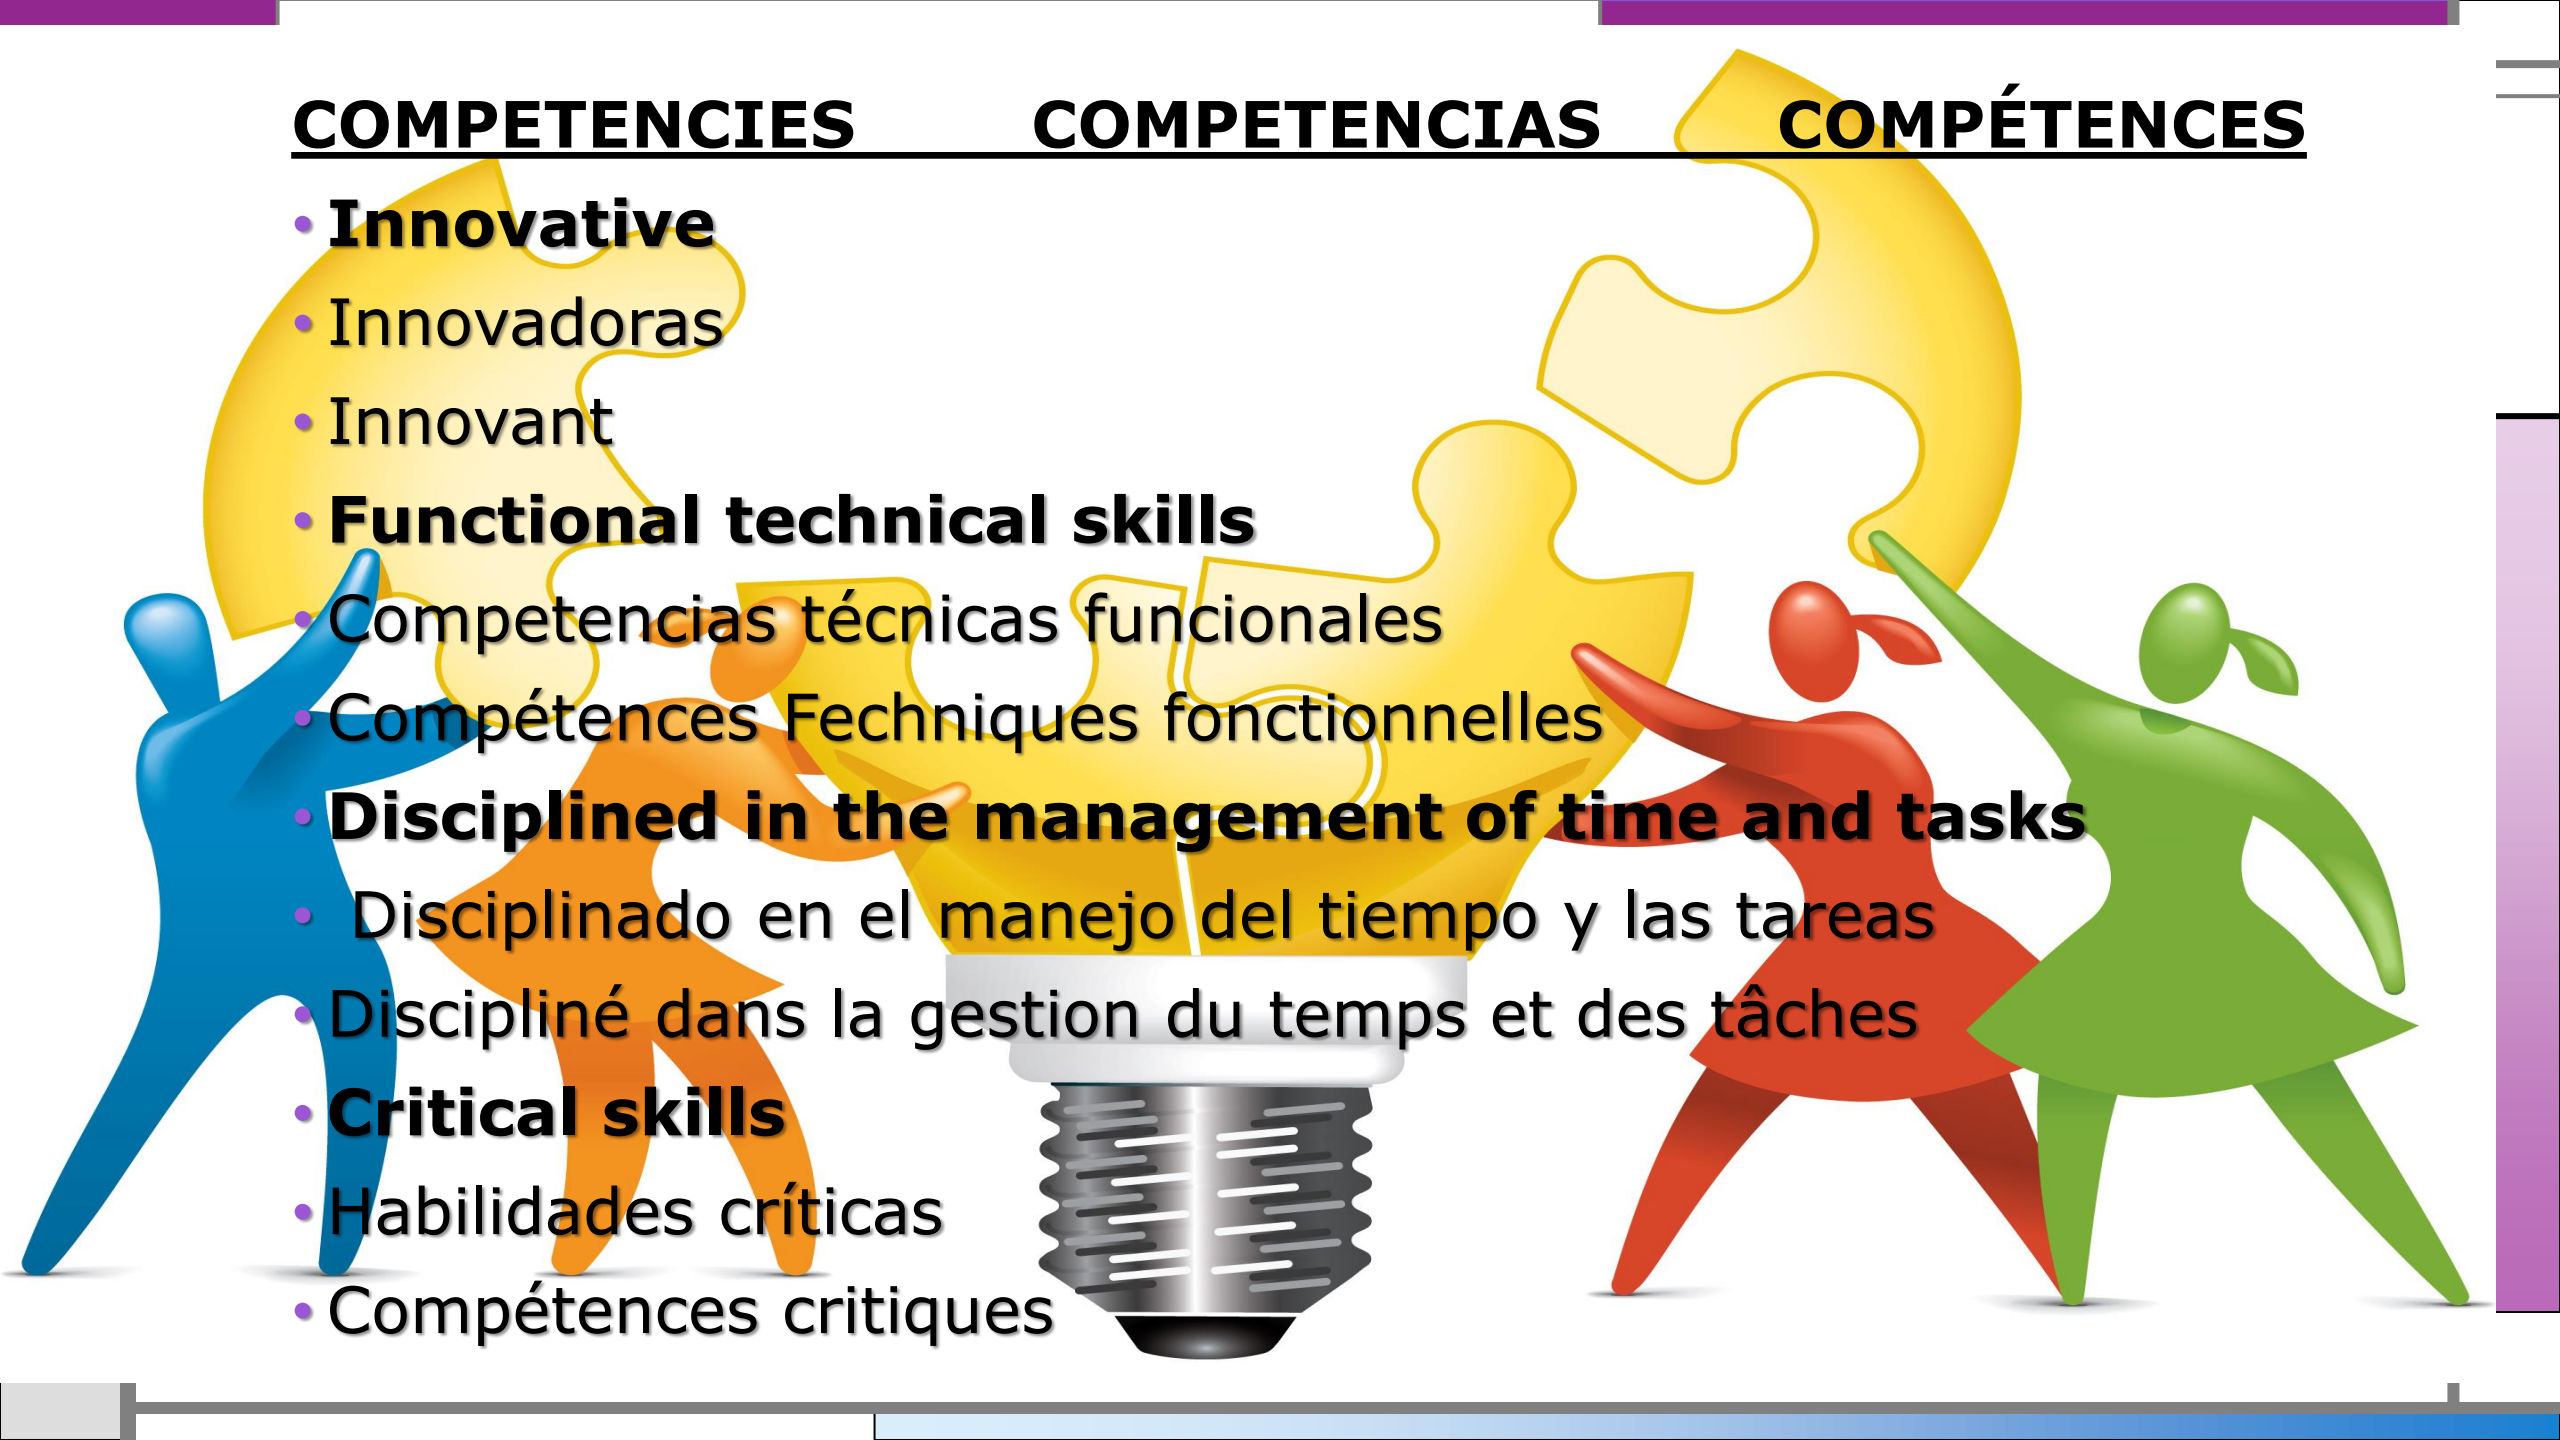 COMPETENCIES COMPETENCIAS COMPÉTENCES
• Innovative
• Innovadoras
• Innovant
• Functional technical skills
• Competencias técnicas funcionales
• Compétences Fechniques fonctionnelles
• Disciplined in the management of time and tasks
• Disciplinado en el manejo del tiempo y las tareas
• Discipliné dans la gestion du temps et des tâches
• Critical skills
• Habilidades críticas
• Compétences critiques